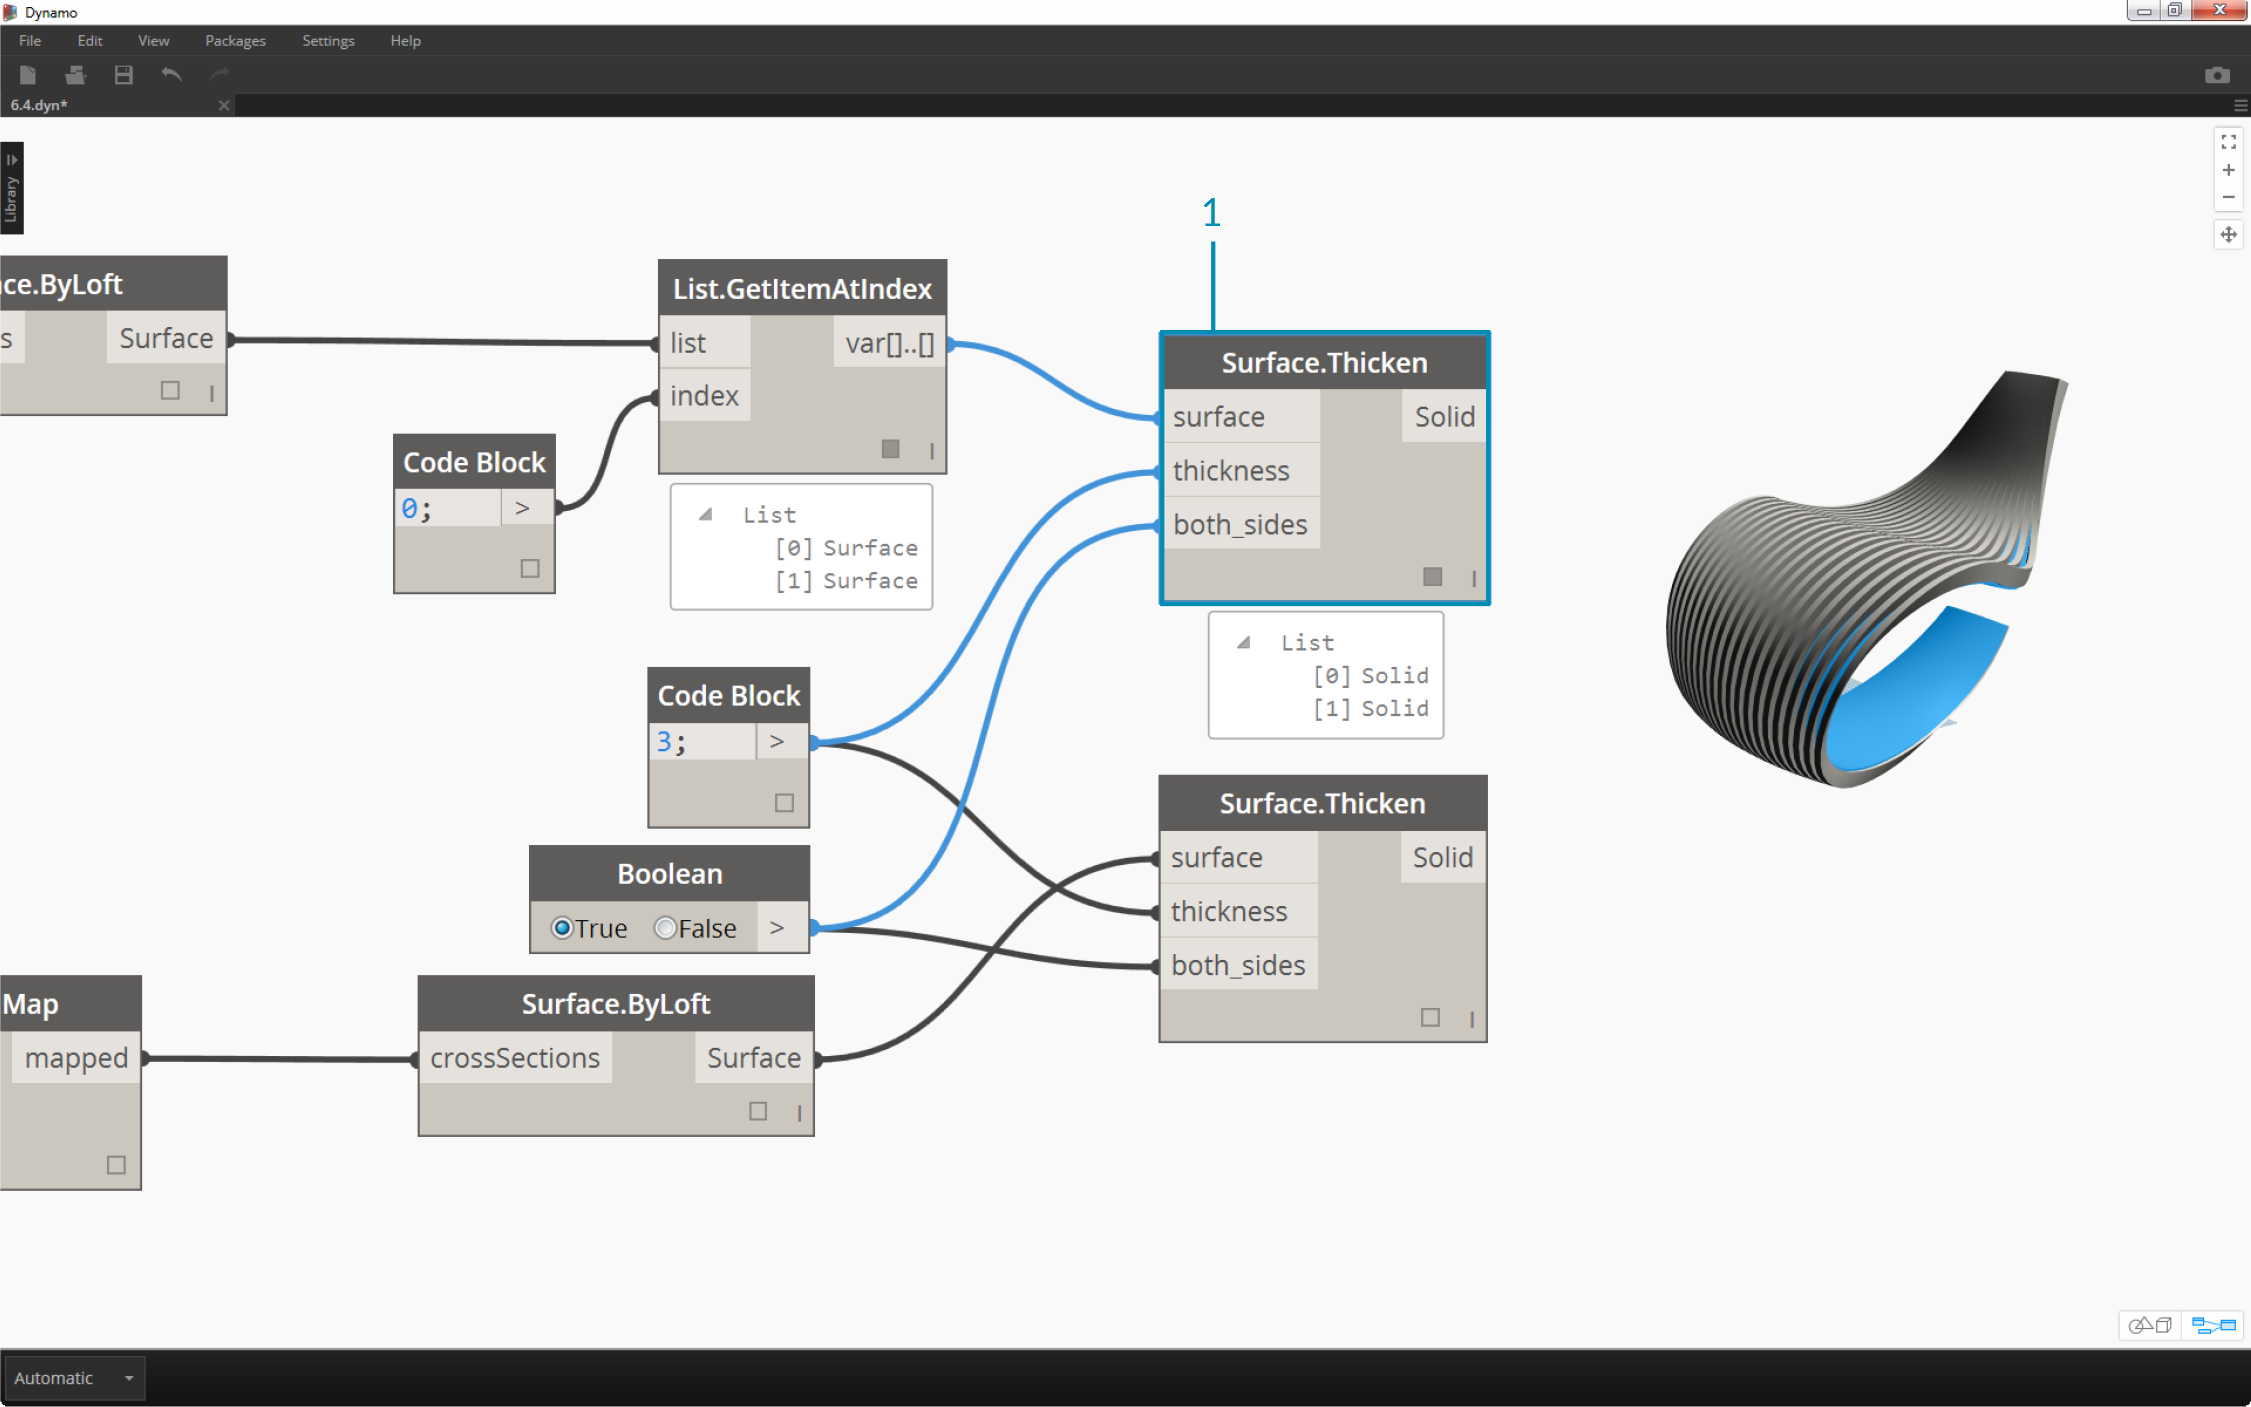 Dynamo
File Edit View Packages Settings Help
6.4.dyn*
Library
1
ce.ByLoft
s Surface
l
List.GetItemAtIndex
list var[]..[]
index
l
List
[0] Surface
[1] Surface
Code Block
0; >
Surface.Thicken
surface Solid
thickness
both_sides
l
List
[0] Solid
[1] Solid
Code Block
3; >
Boolean
True False >
Surface.Thicken
surface Solid
thickness
both_sides
l
Map
mapped
Surface.ByLoft
crossSections Surface
l
Automatic